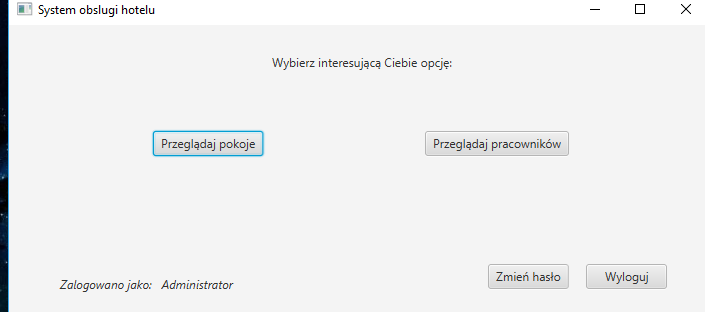 System obslugi hotelu
Wybierz interesującą Ciebie opcję:
Przeglądaj pokoje
Przeglądaj pracowników
Zmień hasło
Wyloguj
Zalogowano jako: Administrator